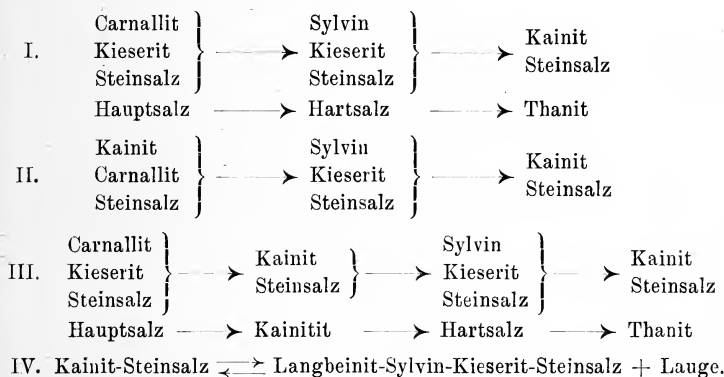 Carnallit Sylvin
I. Kieserit Kieserit Kainit
Steinsalz Steinsalz Steinsalz
Hauptsalz ⟶ Hartsalz ⟶ Thanit
Kainit Sylvin
II. Carnallit Kieserit Kainit
Steinsalz Steinsalz Steinsalz
Carnallit Sylvin
III. Kieserit Kainit Kieserit Kainit
Steinsalz Steinsalz Steinsalz Steinsalz
Hauptsalz ⟶ Kainitit ⟶ Hartsalz ⟶ Thanit
IV. Kainit-Steinsalz ⇄ Langbeinit-Sylvin-Kieserit-Steinsalz + Lauge.